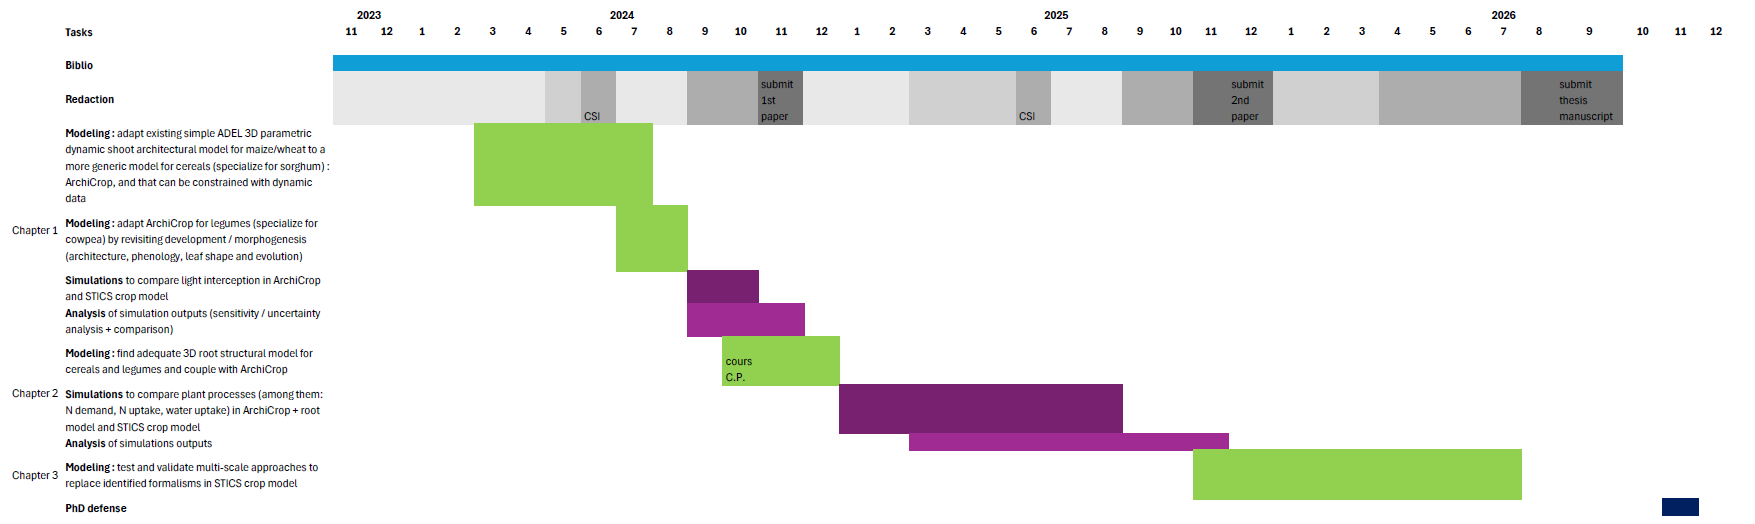 2023 2024 2025 2026
Tasks 11 12 1 2 3 4 5 6 7 8 9 10 11 12 1 2 3 4 5 6 7 8 9 10 11 12 1 2 3 4 5 6 7 8 9 10 11 12
Biblio
Redaction
CSI
submit
1st
paper
CSI
submit
2nd
paper
submit
thesis
manuscript
Modeling : adapt existing simple ADEL 3D parametric
dynamic shoot architectural model for maize/wheat to a
more generic model for cereals (specialize for sorghum) :
ArchiCrop, and that can be constrained with dynamic
data
Chapter 1
Modeling : adapt ArchiCrop for legumes (specialize for
cowpea) by revisiting development / morphogenesis
(architecture, phenology, leaf shape and evolution)
Simulations to compare light interception in ArchiCrop
and STICS crop model
Analysis of simulation outputs (sensitivity / uncertainty
analysis + comparison)
Modeling : find adequate 3D root structural model for
cereals and legumes and couple with ArchiCrop
cours
C.P.
Chapter 2
Simulations to compare plant processes (among them:
N demand, N uptake, water uptake) in ArchiCrop + root
model and STICS crop model
Analysis of simulations outputs
Chapter 3
Modeling : test and validate multi-scale approaches to
replace identified formalisms in STICS crop model
PhD defense